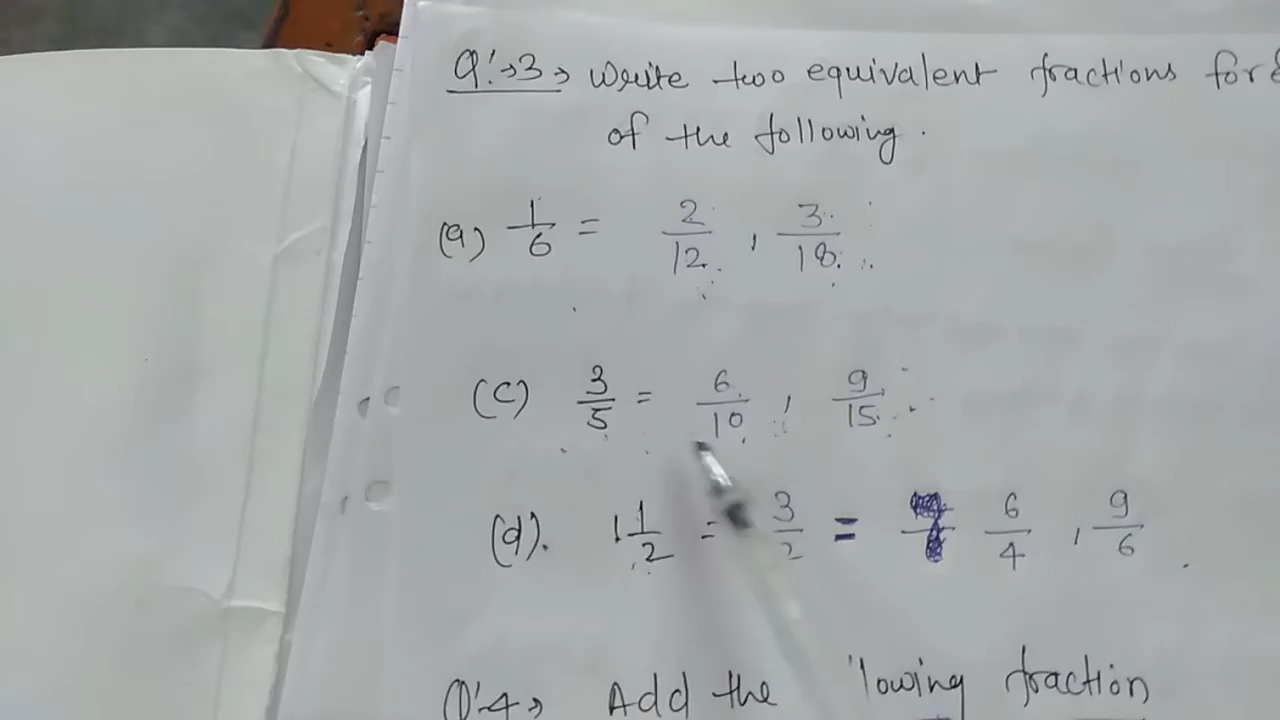 Q:→3→ Write two equivalent fractions for
of the following.
(a) 1/6 = 2/12 , 3/18
(c) 3/5 = 6/10 , 9/15
(d). 1 1/2 = 3/2 = 6/4 , 9/6
Q:4→ Add the lowing fraction